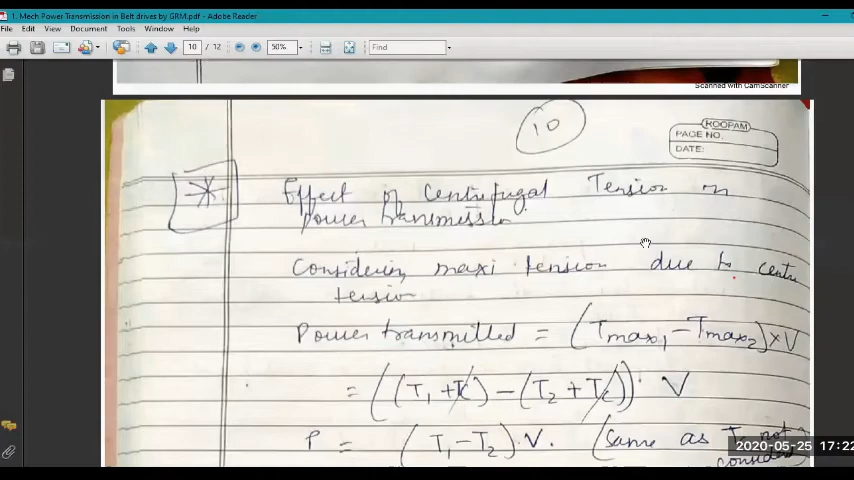 1. Mech Power Transmission in Belt drives by GRM.pdf - Adobe Reader
File Edit View Document Tools Window Help
10 / 12 50% Find
Scanned with CamScanner
10
ROOPAM
PAGE NO.
DATE:
Effect of Centrifugal Tension on
power transmission
Considering maxi tension due to centri
tension
Power transmitted = (Tmax1 - Tmax2) × V
= ((T1 + Tc) - (T2 + Tc)) · V
P = (T1 - T2) · V. (Same as Tc not
considered
2020-05-25 17:22